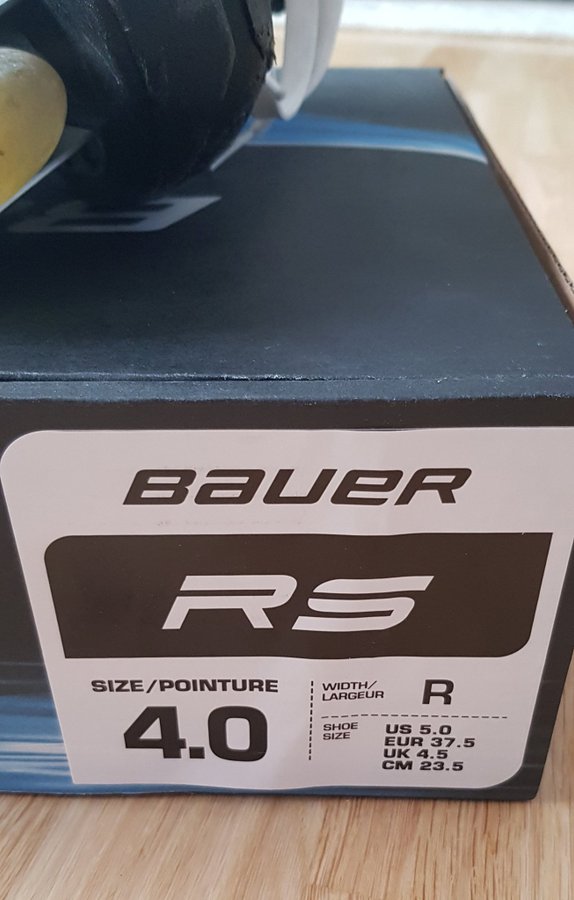 BAUER
RS
SIZE/POINTURE
4.0
WIDTH/
LARGEUR
R
SHOE
SIZE
US 5.0
EUR 37.5
UK 4.5
CM 23.5